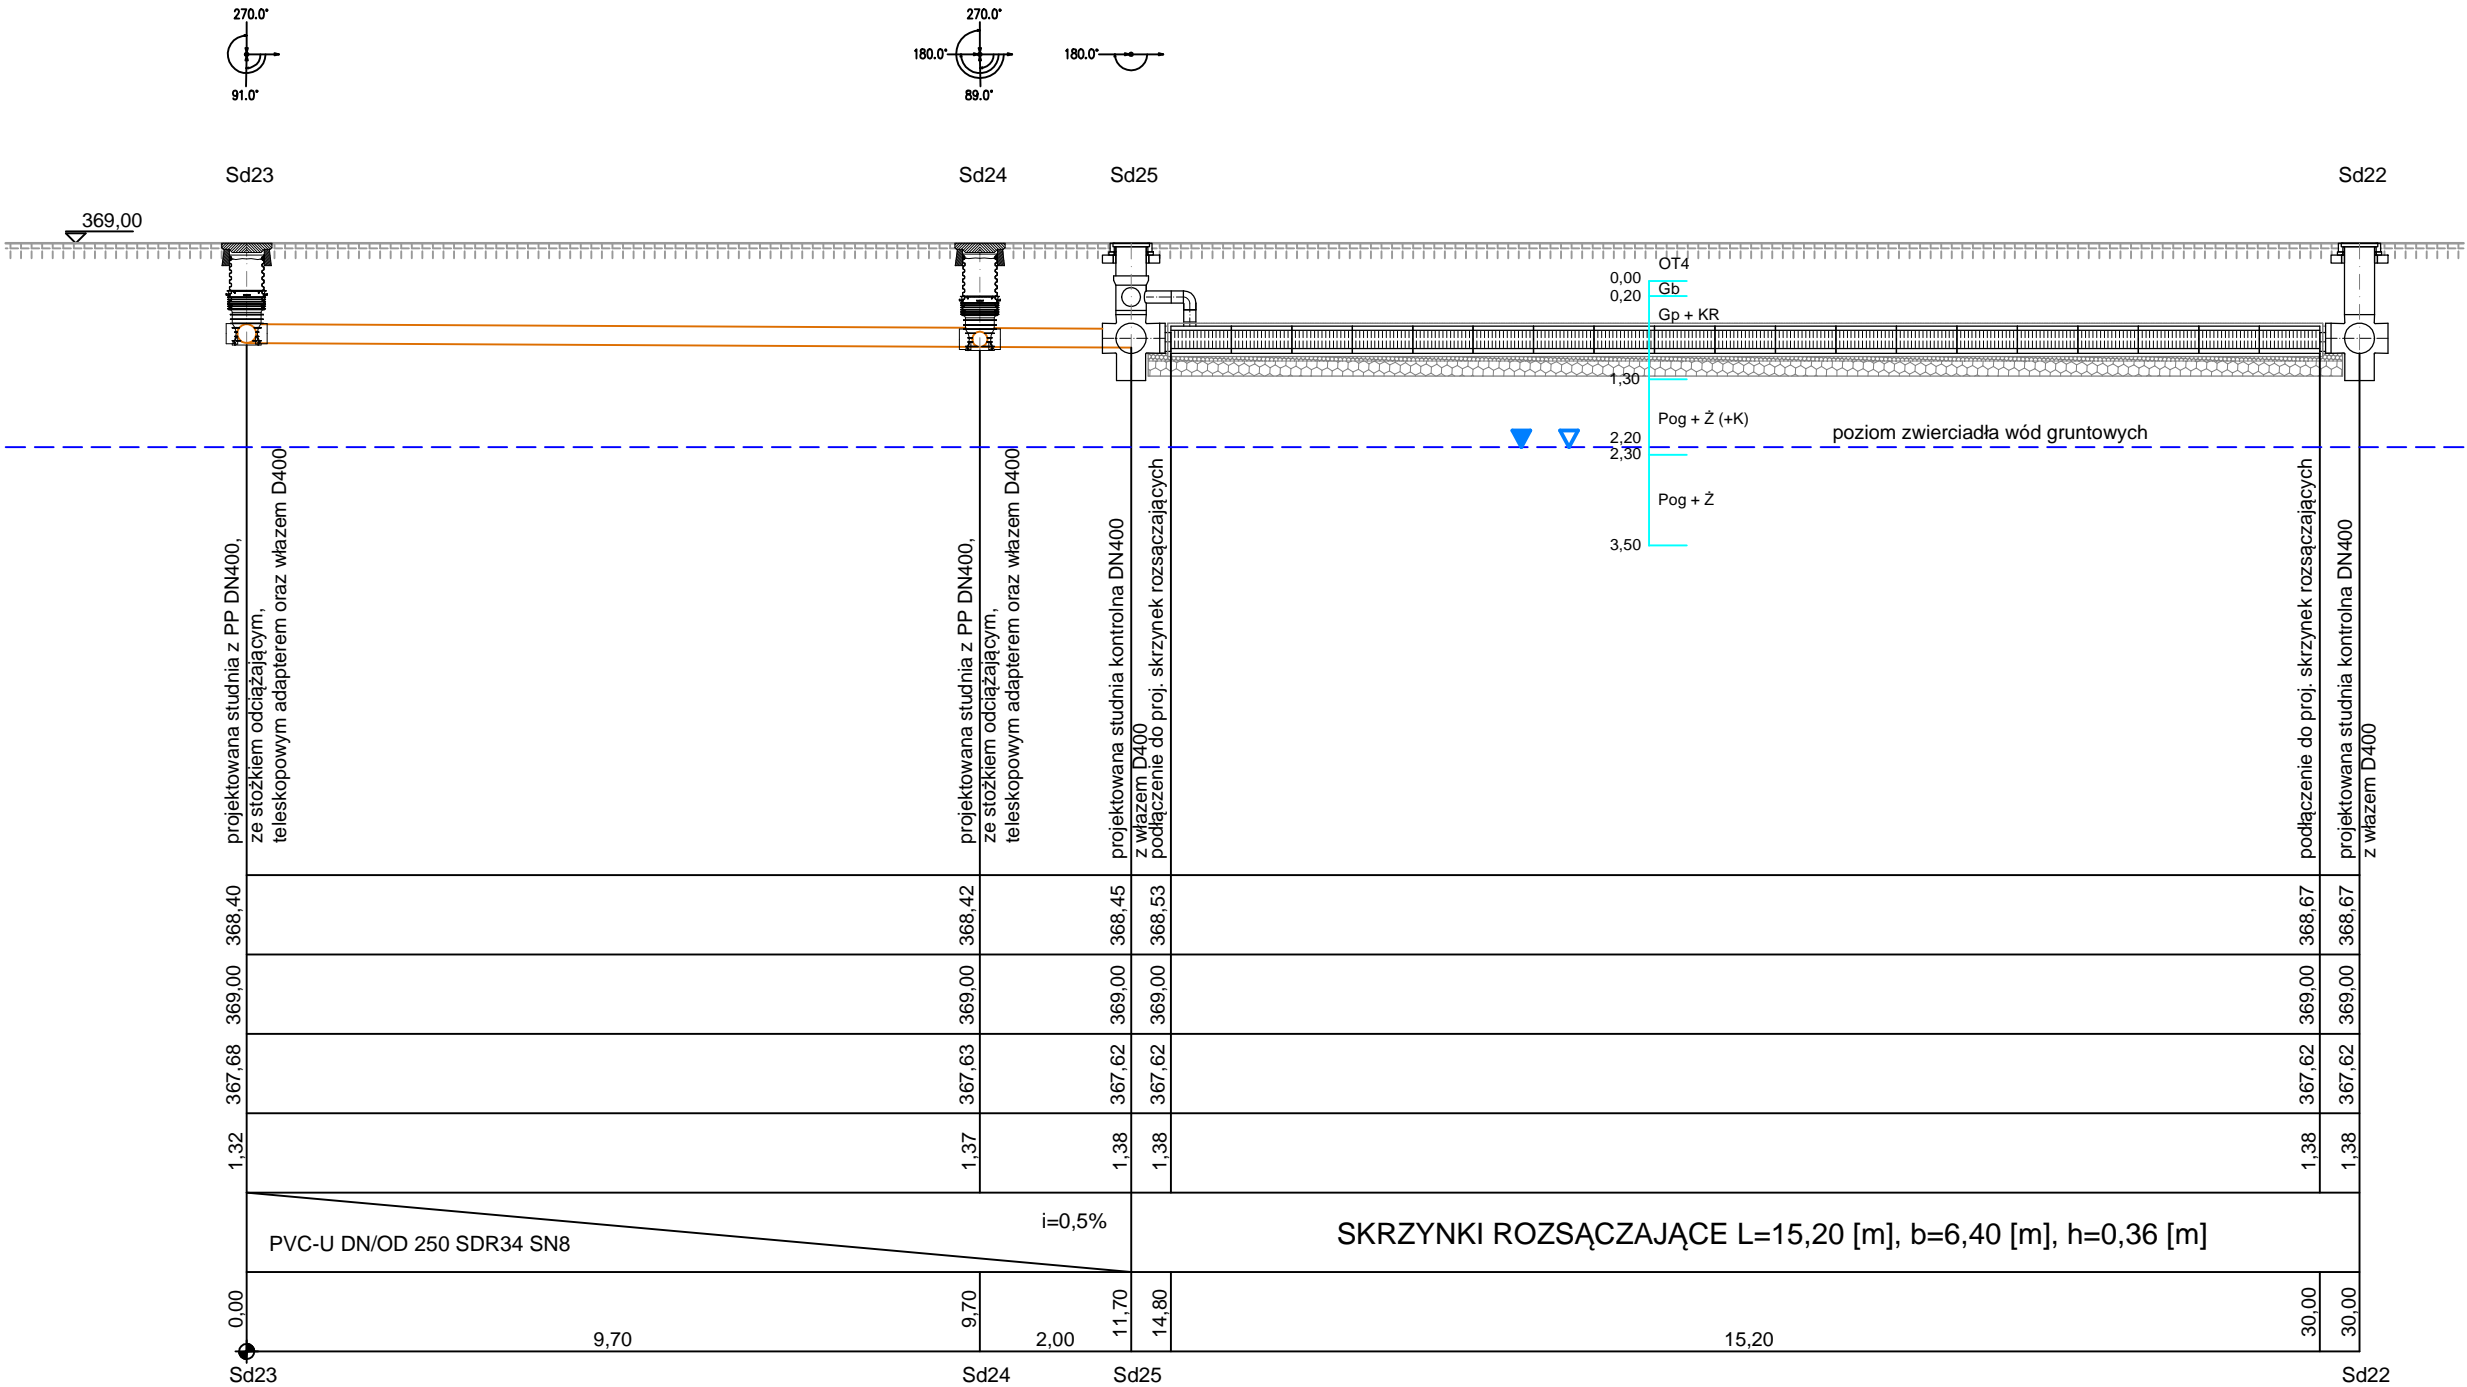 270.0°
91.0°
270.0°
180.0°
89.0°
180.0°
Sd23
Sd24
Sd25
Sd22
369,00
OT4
0,00
Gb
0,20
Gp + KR
1,30
Pog + Ż (+K)
2,20
2,30
Pog + Ż
3,50
poziom zwierciadła wód gruntowych
projektowana studnia z PP DN400,
ze stożkiem odciążającym,
teleskopowym adapterem oraz włazem D400
projektowana studnia z PP DN400,
ze stożkiem odciążającym,
teleskopowym adapterem oraz włazem D400
projektowana studnia kontrolna DN400
z włazem D400
podłączenie do proj. skrzynek rozsączających
podłączenie do proj. skrzynek rozsączających
projektowana studnia kontrolna DN400
z włazem D400
368,40
368,42
368,45
368,53
368,67
368,67
369,00
369,00
369,00
369,00
369,00
369,00
367,68
367,63
367,62
367,62
367,62
367,62
1,32
1,37
1,38
1,38
1,38
1,38
PVC-U DN/OD 250 SDR34 SN8
i=0,5%
SKRZYNKI ROZSĄCZAJĄCE L=15,20 [m], b=6,40 [m], h=0,36 [m]
0,00
9,70
11,70
14,80
30,00
30,00
9,70
2,00
15,20
Sd23
Sd24
Sd25
Sd22